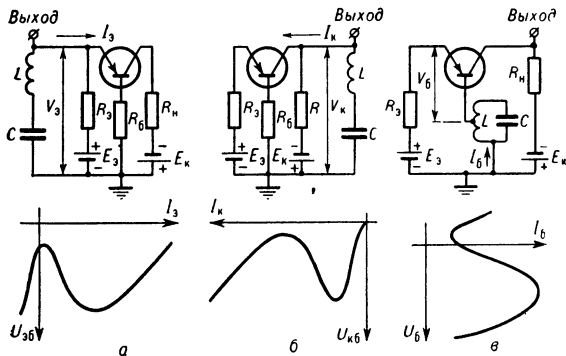 Выход
I_э
L
C
V_э
R_э
R_б
R_н
E_э
E_к
Выход
I_к
R_э
R_б
R
V_к
L
C
E_э
E_к
Выход
V_б
R_э
R_н
L
C
I_б
E_э
E_к
I_э
U_эб
а
I_к
U_кб
б
I_б
U_б
в